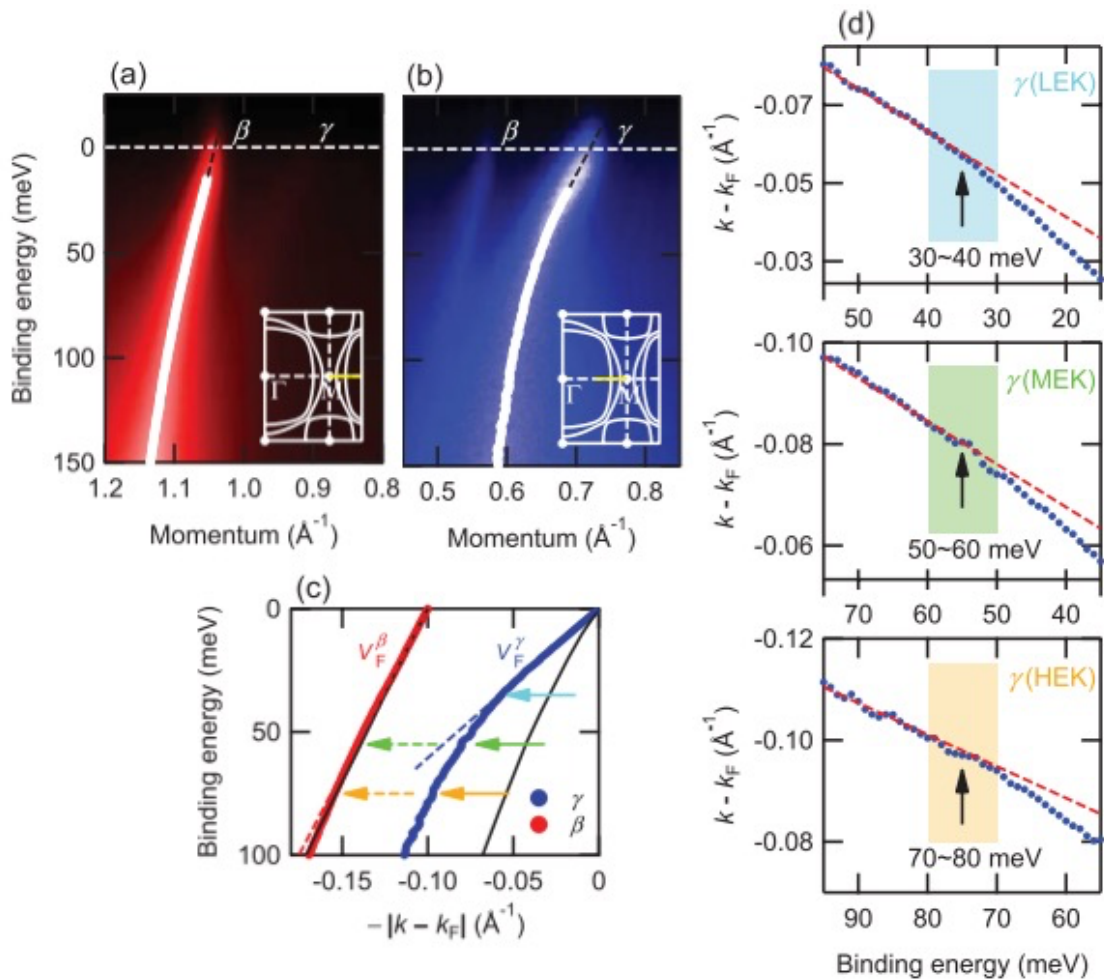 (a)
β
γ
0
50
100
150
Binding energy (meV)
Γ
M
1.2 1.1 1.0 0.9 0.8
Momentum (Å⁻¹)
(b)
β
γ
Γ
M
0.5 0.6 0.7 0.8
Momentum (Å⁻¹)
(c)
0
50
100
Binding energy (meV)
V_F^β
V_F^γ
γ
β
-0.15 -0.10 -0.05 0
– |k – k_F| (Å⁻¹)
(d)
γ(LEK)
-0.07
-0.05
-0.03
k - k_F (Å⁻¹)
30~40 meV
50 40 30 20
γ(MEK)
-0.10
-0.08
-0.06
k - k_F (Å⁻¹)
50~60 meV
70 60 50 40
γ(HEK)
-0.12
-0.10
-0.08
k - k_F (Å⁻¹)
70~80 meV
90 80 70 60
Binding energy (meV)